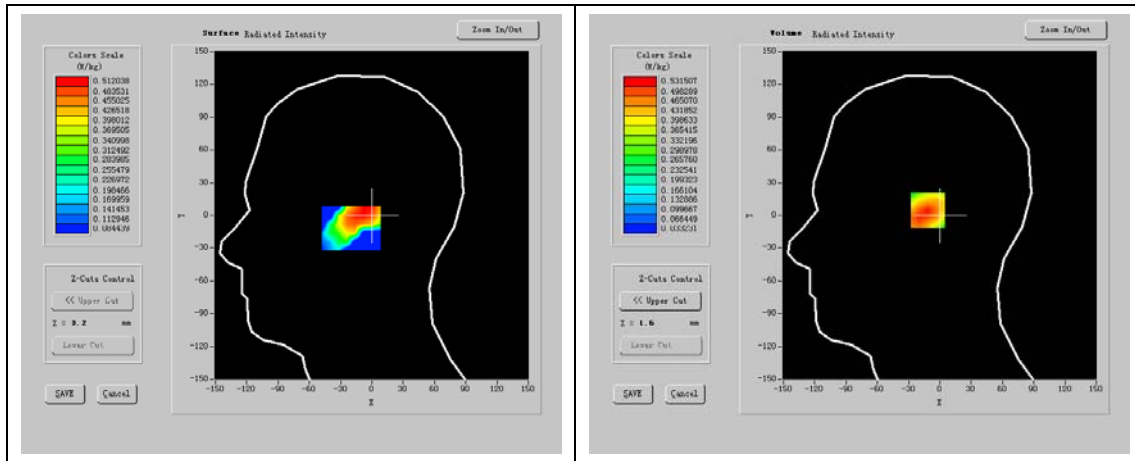 Surface Radiated Intensity
Zoom In/Out
Colors Scale
(W/kg)
0.512038
0.483531
0.455025
0.426518
0.398012
0.369505
0.340998
0.312492
0.283985
0.255479
0.226972
0.198466
0.169959
0.141453
0.112946
0.084439
Z-Cuts Control
<< Upper Cut
Z = 3.2 mm
Lower Cut
SAVE Cancel
150
120
90
60
30
Y 0
-30
-60
-90
-120
-150
-150 -120 -90 -60 -30 0 30 60 90 120 150
X
Volume Radiated Intensity
Zoom In/Out
Colors Scale
(W/kg)
0.531507
0.498289
0.465070
0.431852
0.398633
0.365415
0.332196
0.298978
0.265760
0.232541
0.199323
0.166104
0.132886
0.099667
0.066449
0.033231
Z-Cuts Control
<< Upper Cut
Z = 1.6 mm
Lower Cut
SAVE Cancel
150
120
90
60
30
Y 0
-30
-60
-90
-120
-150
-150 -120 -90 -60 -30 0 30 60 90 120 150
X